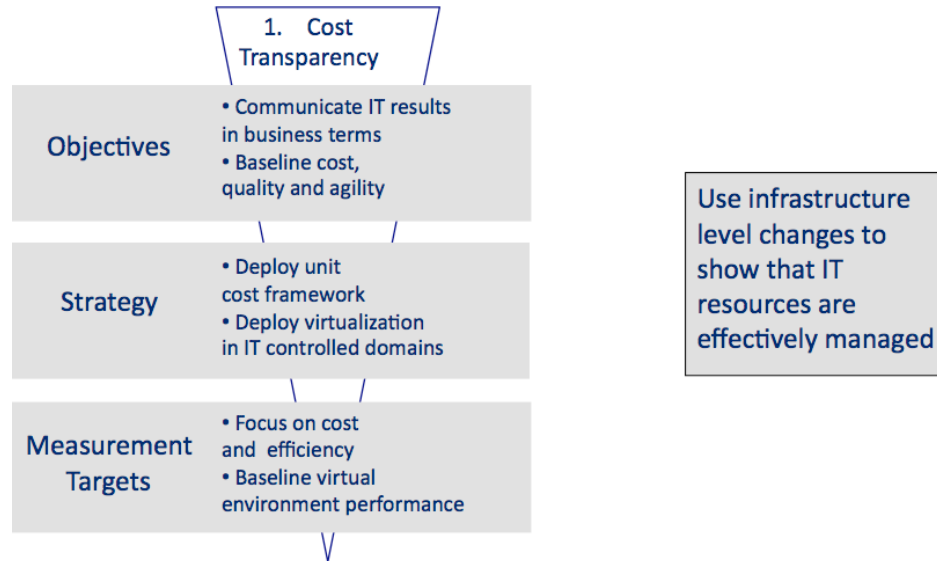 1. Cost
Transparency
Objectives
• Communicate IT results
in business terms
• Baseline cost,
quality and agility
Strategy
• Deploy unit
cost framework
• Deploy virtualization
in IT controlled domains
Measurement
Targets
• Focus on cost
and efficiency
• Baseline virtual
environment performance
Use infrastructure
level changes to
show that IT
resources are
effectively managed